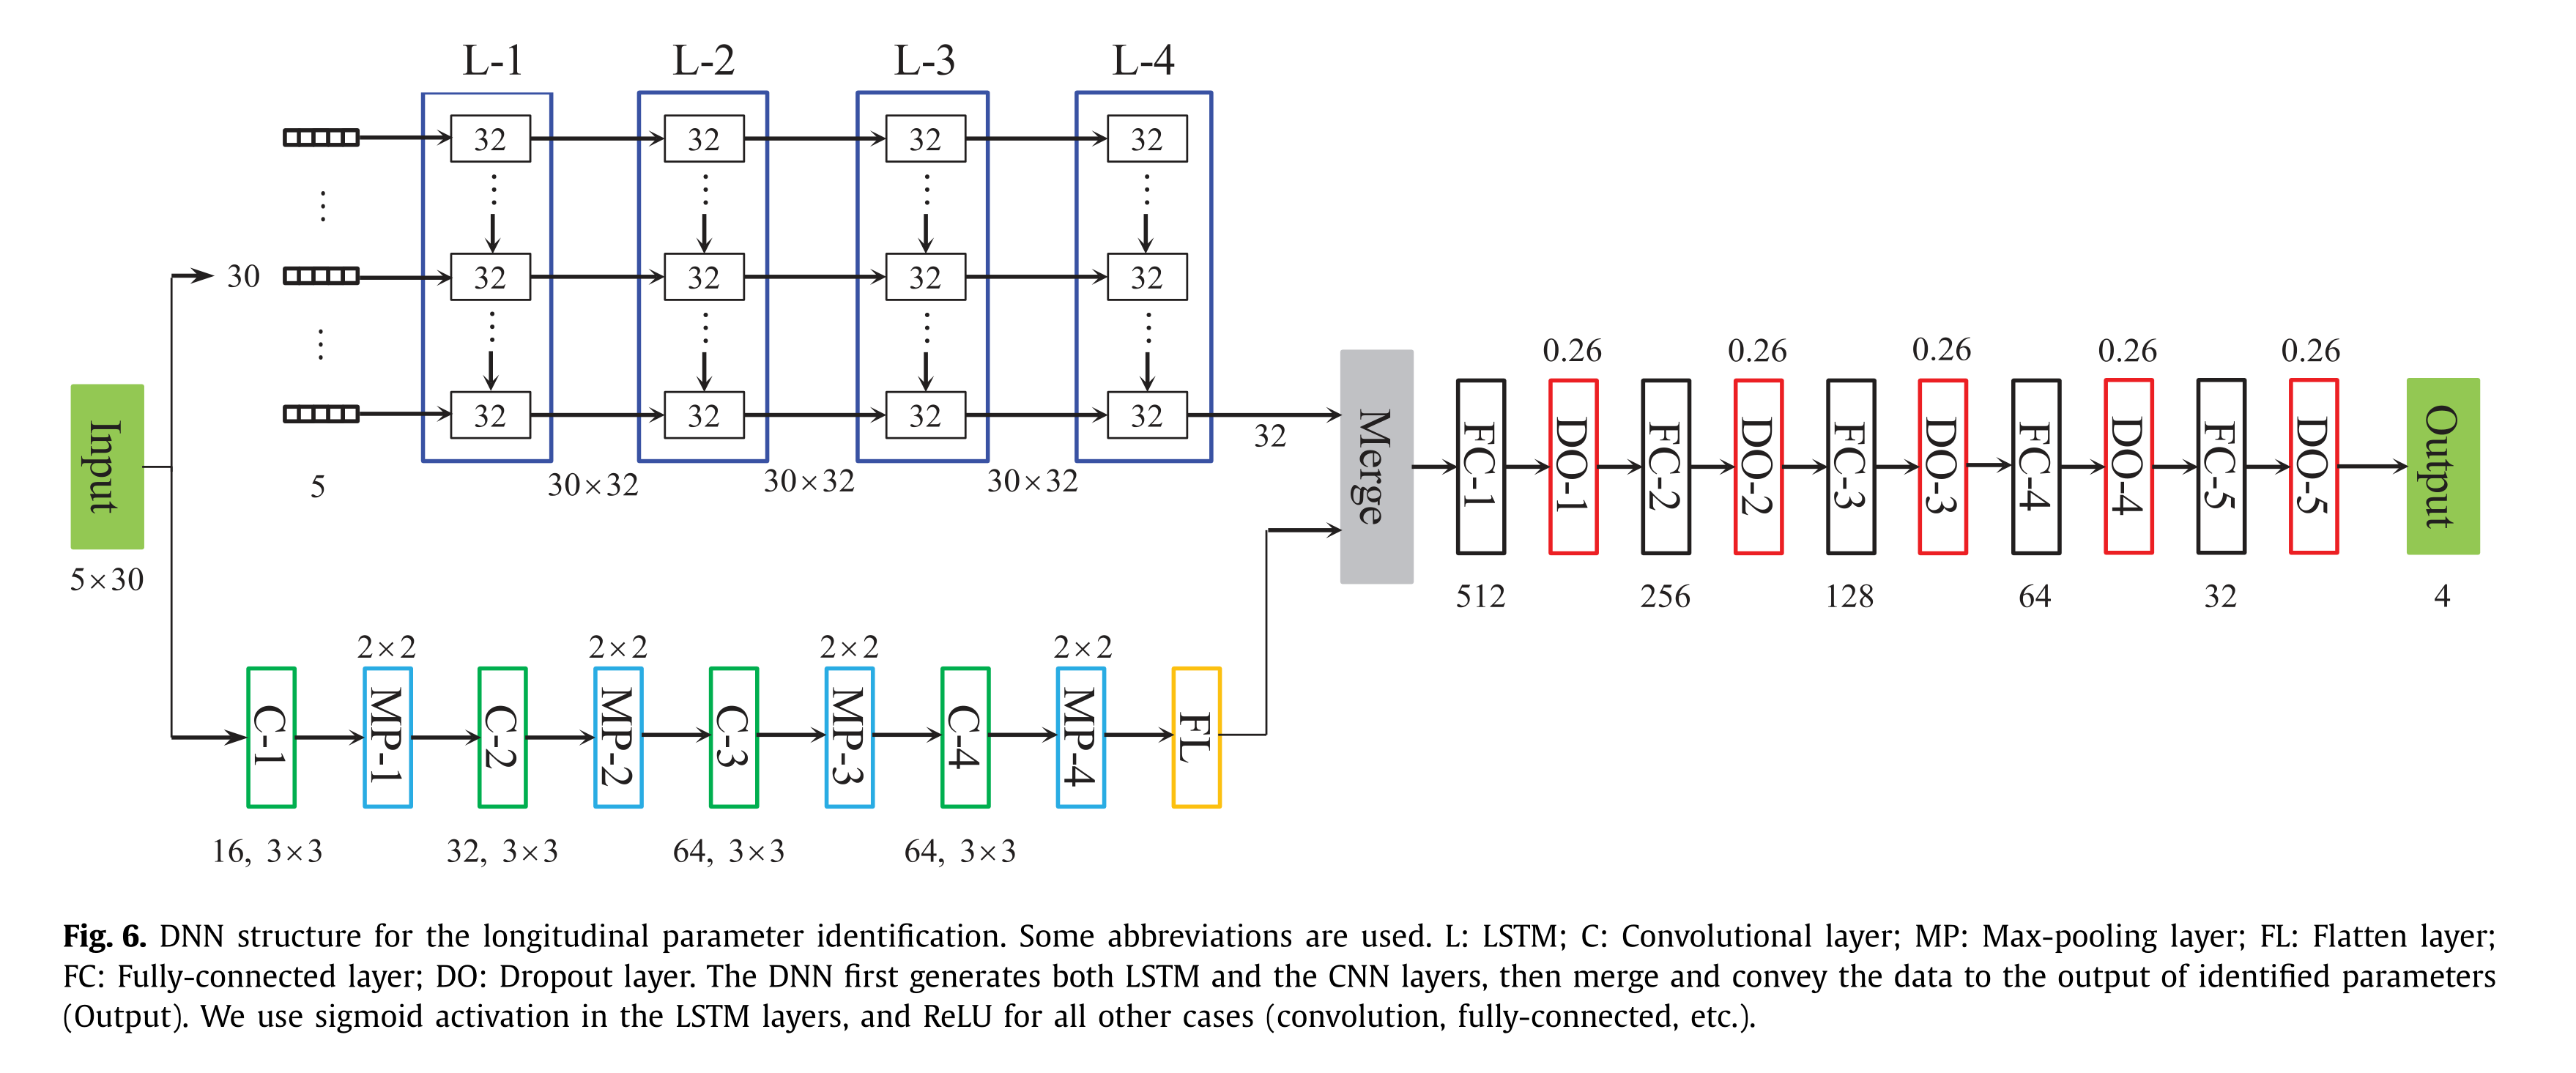 L-1 L-2 L-3 L-4
32 32 32 32
30 32 32 32 32
32 32 32 32
32
5 30×32 30×32 30×32
Input
5×30
2×2 2×2 2×2 2×2
C-1 MP-1 C-2 MP-2 C-3 MP-3 C-4 MP-4 FL
16, 3×3 32, 3×3 64, 3×3 64, 3×3
Merge
0.26 0.26 0.26 0.26 0.26
FC-1 DO-1 FC-2 DO-2 FC-3 DO-3 FC-4 DO-4 FC-5 DO-5 Output
512 256 128 64 32 4
Fig. 6. DNN structure for the longitudinal parameter identification. Some abbreviations are used. L: LSTM; C: Convolutional layer; MP: Max-pooling layer; FL: Flatten layer;
FC: Fully-connected layer; DO: Dropout layer. The DNN first generates both LSTM and the CNN layers, then merge and convey the data to the output of identified parameters
(Output). We use sigmoid activation in the LSTM layers, and ReLU for all other cases (convolution, fully-connected, etc.).